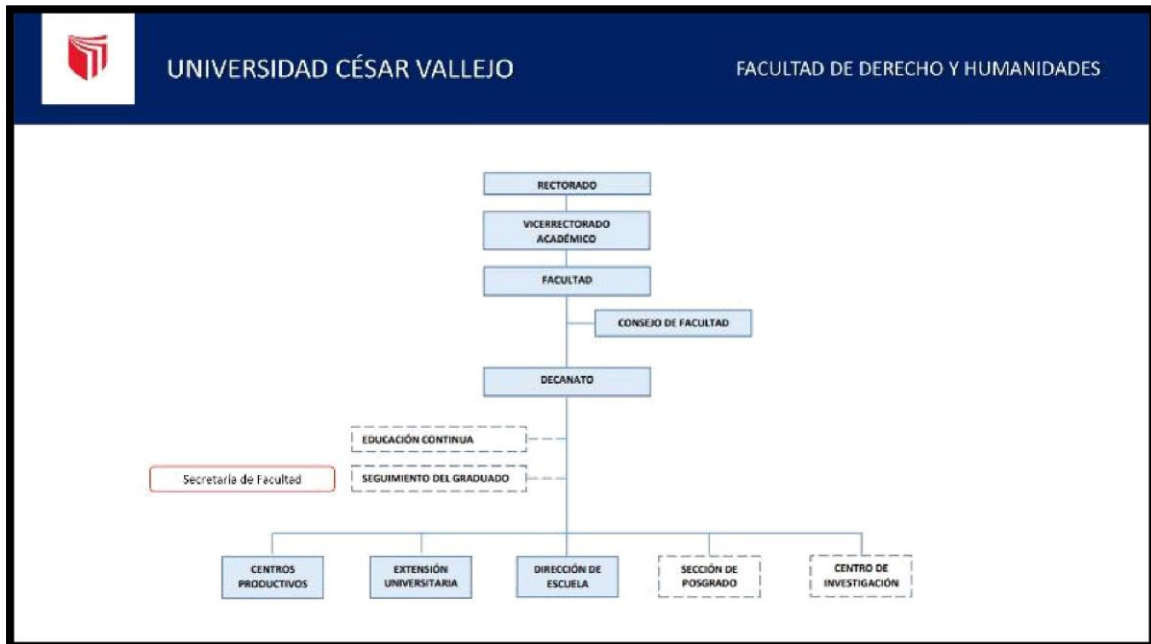 UNIVERSIDAD CÉSAR VALLEJO
FACULTAD DE DERECHO Y HUMANIDADES
RECTORADO
VICERRECTORADO
ACADÉMICO
FACULTAD
CONSEJO DE FACULTAD
DECANATO
EDUCACIÓN CONTINUA
Secretaría de Facultad
SEGUIMIENTO DEL GRADUADO
CENTROS
PRODUCTIVOS
EXTENSIÓN
UNIVERSITARIA
DIRECCIÓN DE
ESCUELA
SECCIÓN DE
POSGRADO
CENTRO DE
INVESTIGACIÓN